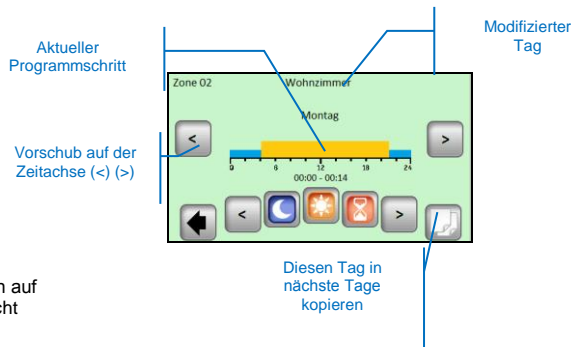 Modifizierter
Tag
Aktueller
Programmschritt
Zone 02 Wohnzimmer
Montag
< >
Vorschub auf der
Zeitachse (<) (>)
0 6 12 18 24
00:00 - 00:14
< >
Diesen Tag in
nächste Tage
kopieren
auf